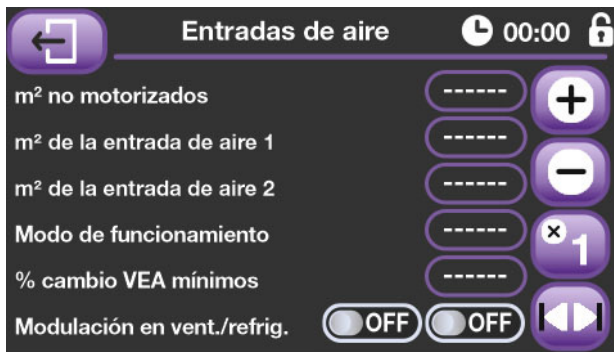 Entradas de aire 00:00
m² no motorizados ------
m² de la entrada de aire 1 ------
m² de la entrada de aire 2 ------
Modo de funcionamiento ------
× 1
% cambio VEA mínimos ------
Modulación en vent./refrig. OFF OFF